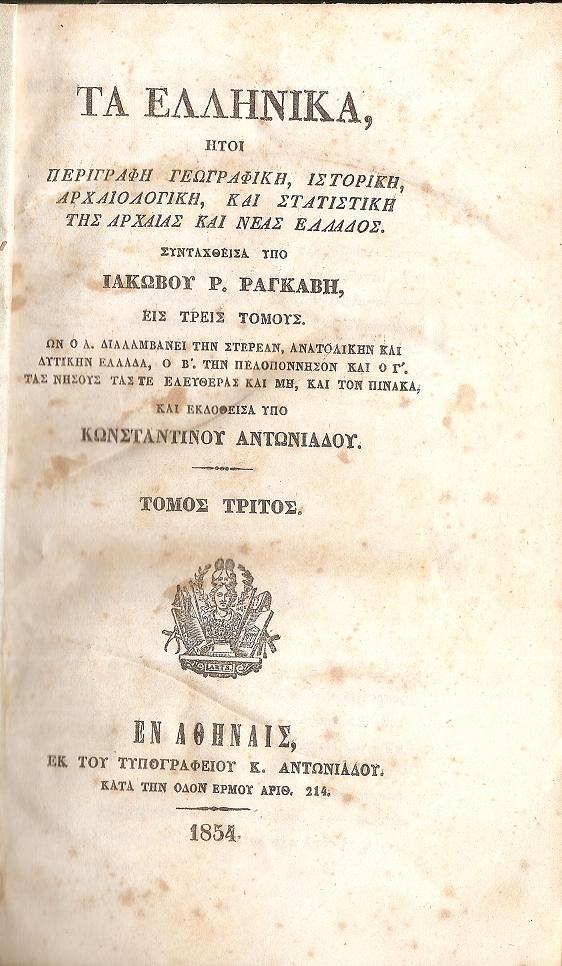 ΤΑ ΕΛΛΗΝΙΚΑ,
ΗΤΟΙ
ΠΕΡΙΓΡΑΦΗ ΓΕΩΓΡΑΦΙΚΗ, ΙΣΤΟΡΙΚΗ,
ΑΡΧΑΙΟΛΟΓΙΚΗ, ΚΑΙ ΣΤΑΤΙΣΤΙΚΗ
ΤΗΣ ΑΡΧΑΙΑΣ ΚΑΙ ΝΕΑΣ ΕΛΛΑΔΟΣ.
ΣΥΝΤΑΧΘΕΙΣΑ ΥΠΟ
ΙΑΚΩΒΟΥ Ρ. ΡΑΓΚΑΒΗ,
ΕΙΣ ΤΡΕΙΣ ΤΟΜΟΥΣ.
ΩΝ Ο Α. ΔΙΑΛΑΜΒΑΝΕΙ ΤΗΝ ΣΤΕΡΕΑΝ, ΑΝΑΤΟΛΙΚΗΝ ΚΑΙ
ΔΥΤΙΚΗΝ ΕΛΛΑΔΑ, Ο Β'. ΤΗΝ ΠΕΛΟΠΟΝΝΗΣΟΝ ΚΑΙ Ο Γ'.
ΤΑΣ ΝΗΣΟΥΣ ΤΑΣ ΤΕ ΕΛΕΥΘΕΡΑΣ ΚΑΙ ΜΗ, ΚΑΙ ΤΟΝ ΠΙΝΑΚΑ,
ΚΑΙ ΕΚΔΟΘΕΙΣΑ ΥΠΟ
ΚΩΝΣΤΑΝΤΙΝΟΥ ΑΝΤΩΝΙΑΔΟΥ.
ΤΟΜΟΣ ΤΡΙΤΟΣ.
ΕΝ ΑΘΗΝΑΙΣ,
ΕΚ ΤΟΥ ΤΥΠΟΓΡΑΦΕΙΟΥ Κ. ΑΝΤΩΝΙΑΔΟΥ.
ΚΑΤΑ ΤΗΝ ΟΔΟΝ ΕΡΜΟΥ ΑΡΙΘ. 214.
1854.